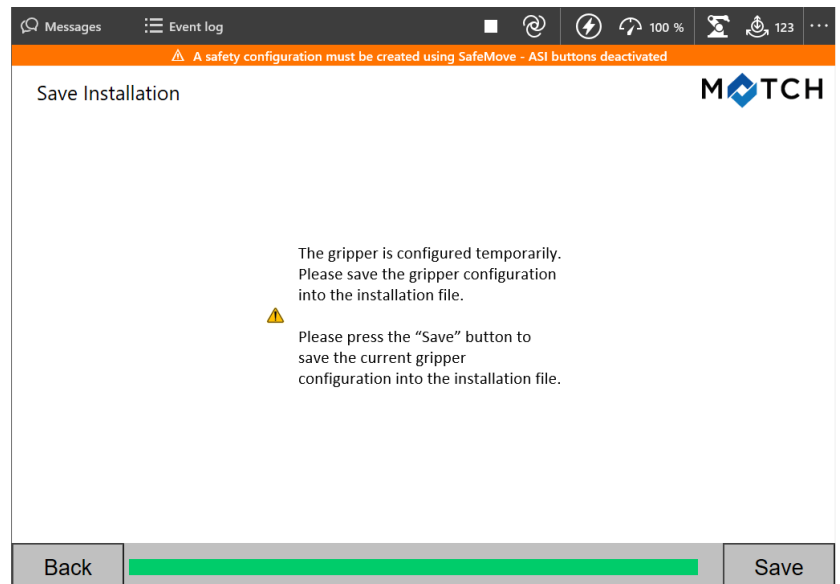 Messages
Event log
100 %
123
A safety configuration must be created using SafeMove - ASI buttons deactivated
Save Installation
MATCH
The gripper is configured temporarily.
Please save the gripper configuration
into the installation file.
Please press the “Save” button to
save the current gripper
configuration into the installation file.
Back
Save